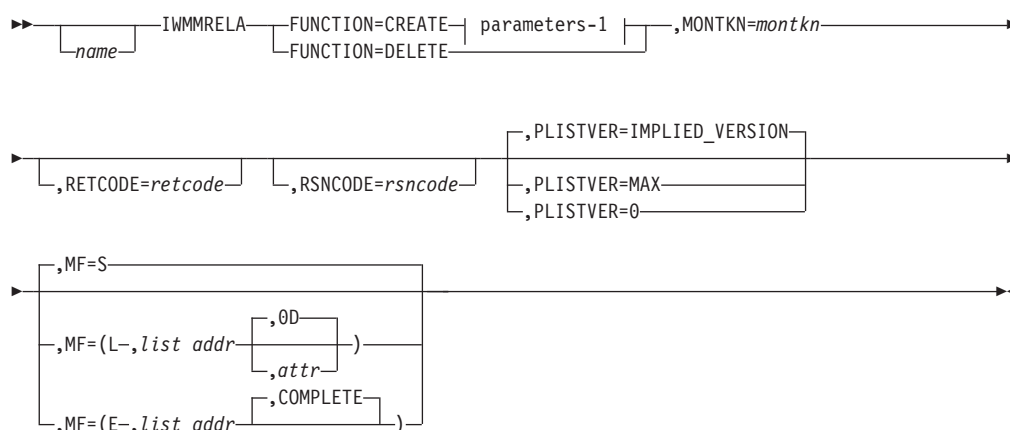 IWMMRELA FUNCTION=CREATE parameters-1 ,MONTKN=montkn
name FUNCTION=DELETE
,PLISTVER=IMPLIED_VERSION
,RETCODE=retcode ,RSNCODE=rsncode ,PLISTVER=MAX
,PLISTVER=0
,MF=S
,0D
,MF=(L ,list addr )
,attr
,COMPLETE
,MF=(E ,list addr )